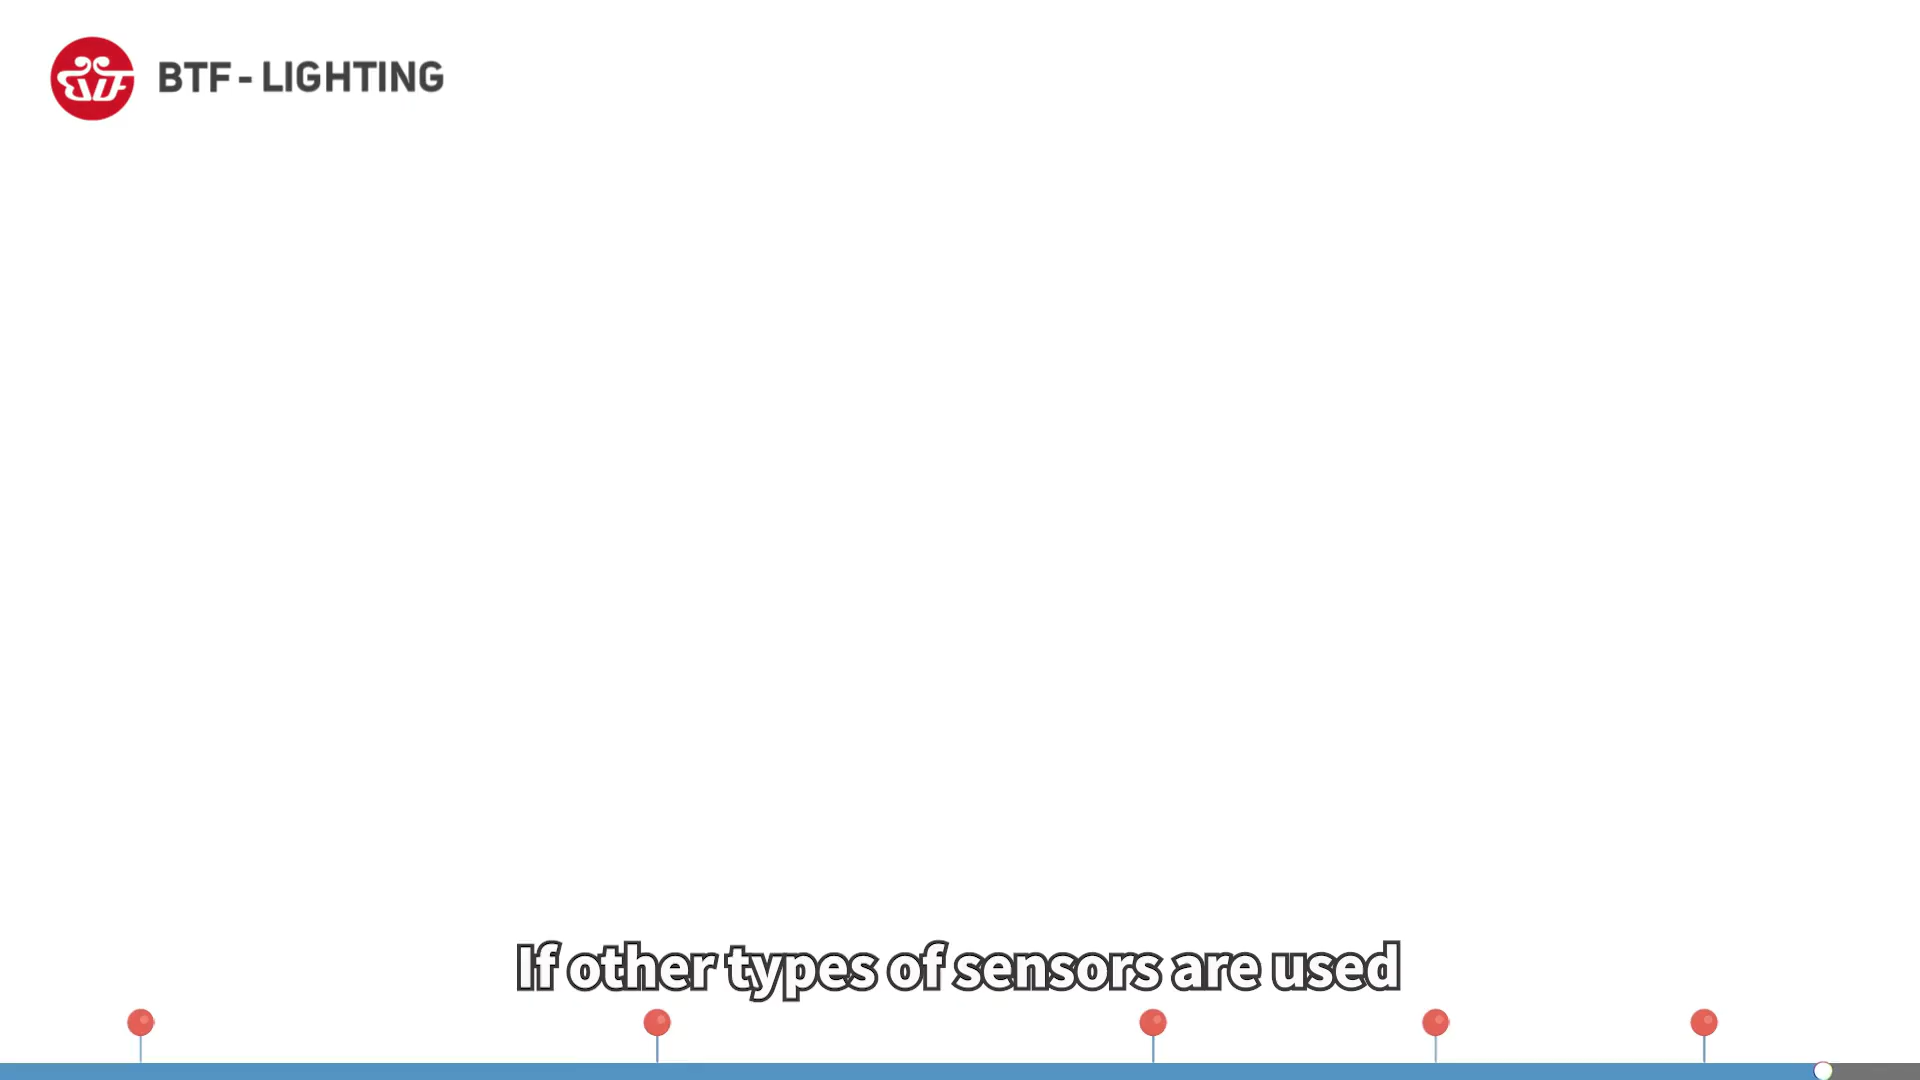 BTF - LIGHTING
If other types of sensors are used